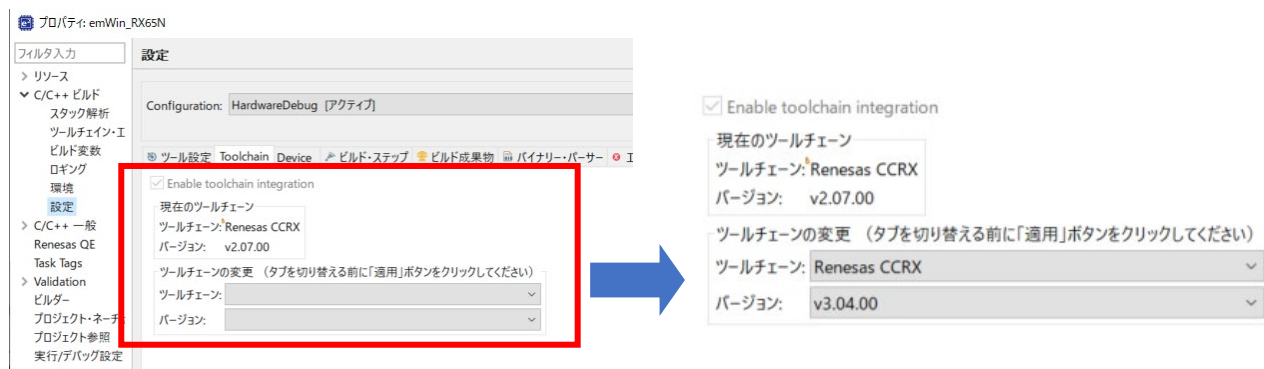 プロパティ: emWin_RX65N
フィルタ入力
設定
> リソース
C/C++ ビルド
スタック解析
ツールチェイン・エ
ビルド変数
ロギング
環境
設定
> C/C++ 一般
Renesas QE
Task Tags
> Validation
ビルダー
プロジェクト・ネーチ
プロジェクト参照
実行/デバッグ設定
Configuration: HardwareDebug [アクティブ]
ツール設定 Toolchain Device ビルド・ステップ ビルド成果物 バイナリー・パーサー エ
Enable toolchain integration
現在のツールチェーン
ツールチェーン: Renesas CCRX
バージョン: v2.07.00
ツールチェーンの変更 (タブを切り替える前に「適用」ボタンをクリックしてください)
ツールチェーン:
バージョン:
Enable toolchain integration
現在のツールチェーン
ツールチェーン: Renesas CCRX
バージョン: v2.07.00
ツールチェーンの変更 (タブを切り替える前に「適用」ボタンをクリックしてください)
ツールチェーン: Renesas CCRX
バージョン: v3.04.00